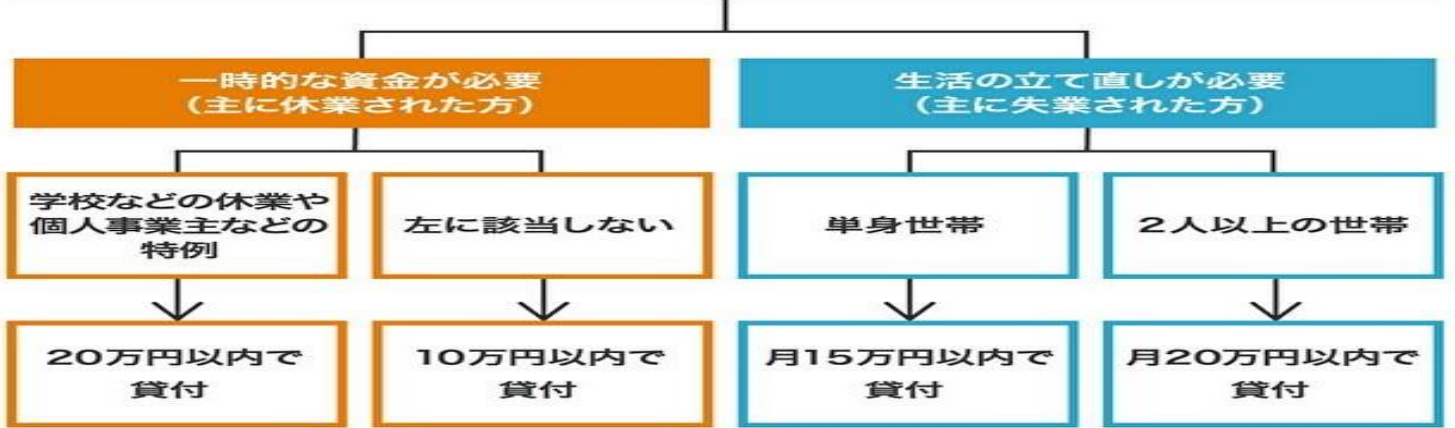 一時的な資金が必要
（主に休業された方）
生活の立て直しが必要
（主に失業された方）
学校などの休業や
個人事業主などの
特例
左に該当しない
単身世帯
2人以上の世帯
20万円以内で
貸付
10万円以内で
貸付
月15万円以内で
貸付
月20万円以内で
貸付